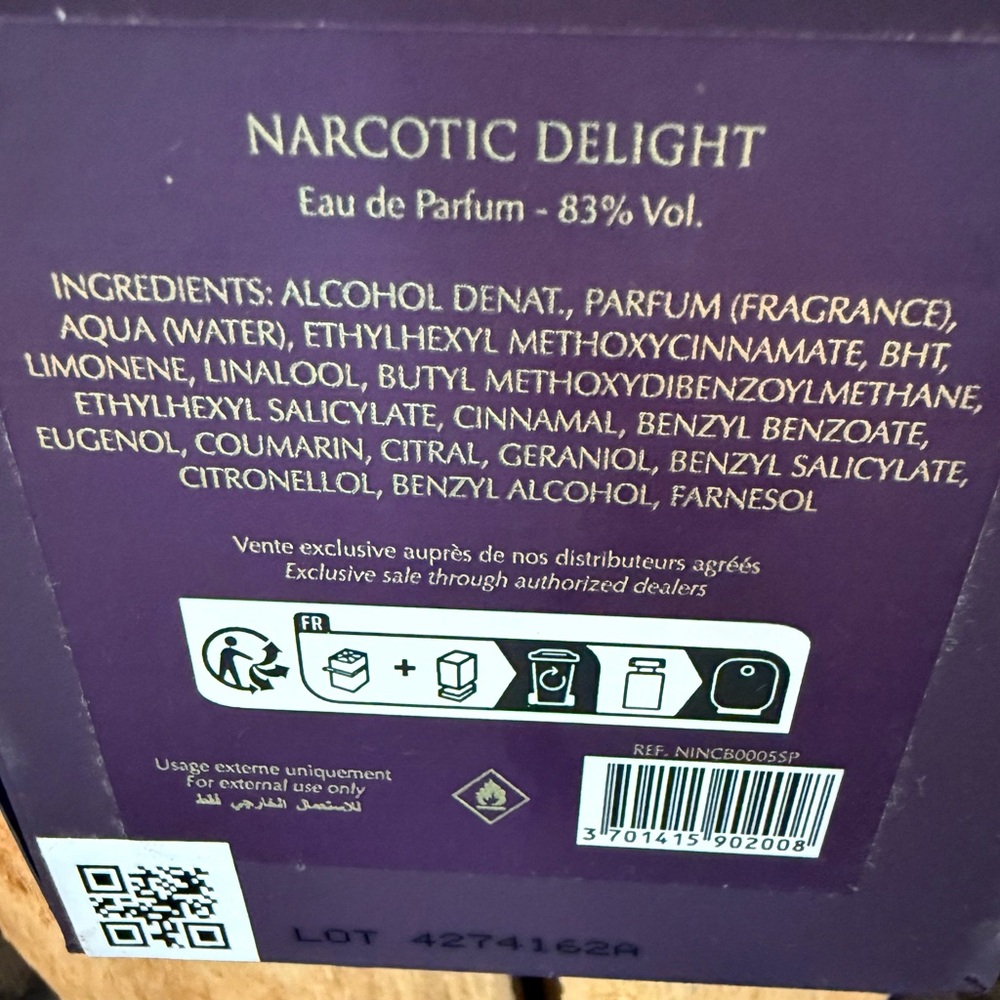 NARCOTIC DELIGHT
Eau de Parfum - 83% Vol.
INGREDIENTS: ALCOHOL DENAT., PARFUM (FRAGRANCE),
AQUA (WATER), ETHYLHEXYL METHOXYCINNAMATE, BHT,
LIMONENE, LINALOOL, BUTYL METHOXYDIBENZOYLMETHANE,
ETHYLHEXYL SALICYLATE, CINNAMAL, BENZYL BENZOATE,
EUGENOL, COUMARIN, CITRAL, GERANIOL, BENZYL SALICYLATE,
CITRONELLOL, BENZYL ALCOHOL, FARNESOL
Vente exclusive auprès de nos distributeurs agréés
Exclusive sale through authorized dealers
FR
REF. NINCB0005SP
Usage externe uniquement
For external use only
للاستعمال الخارجي فقط
3 701415 902008
LOT 4274162A